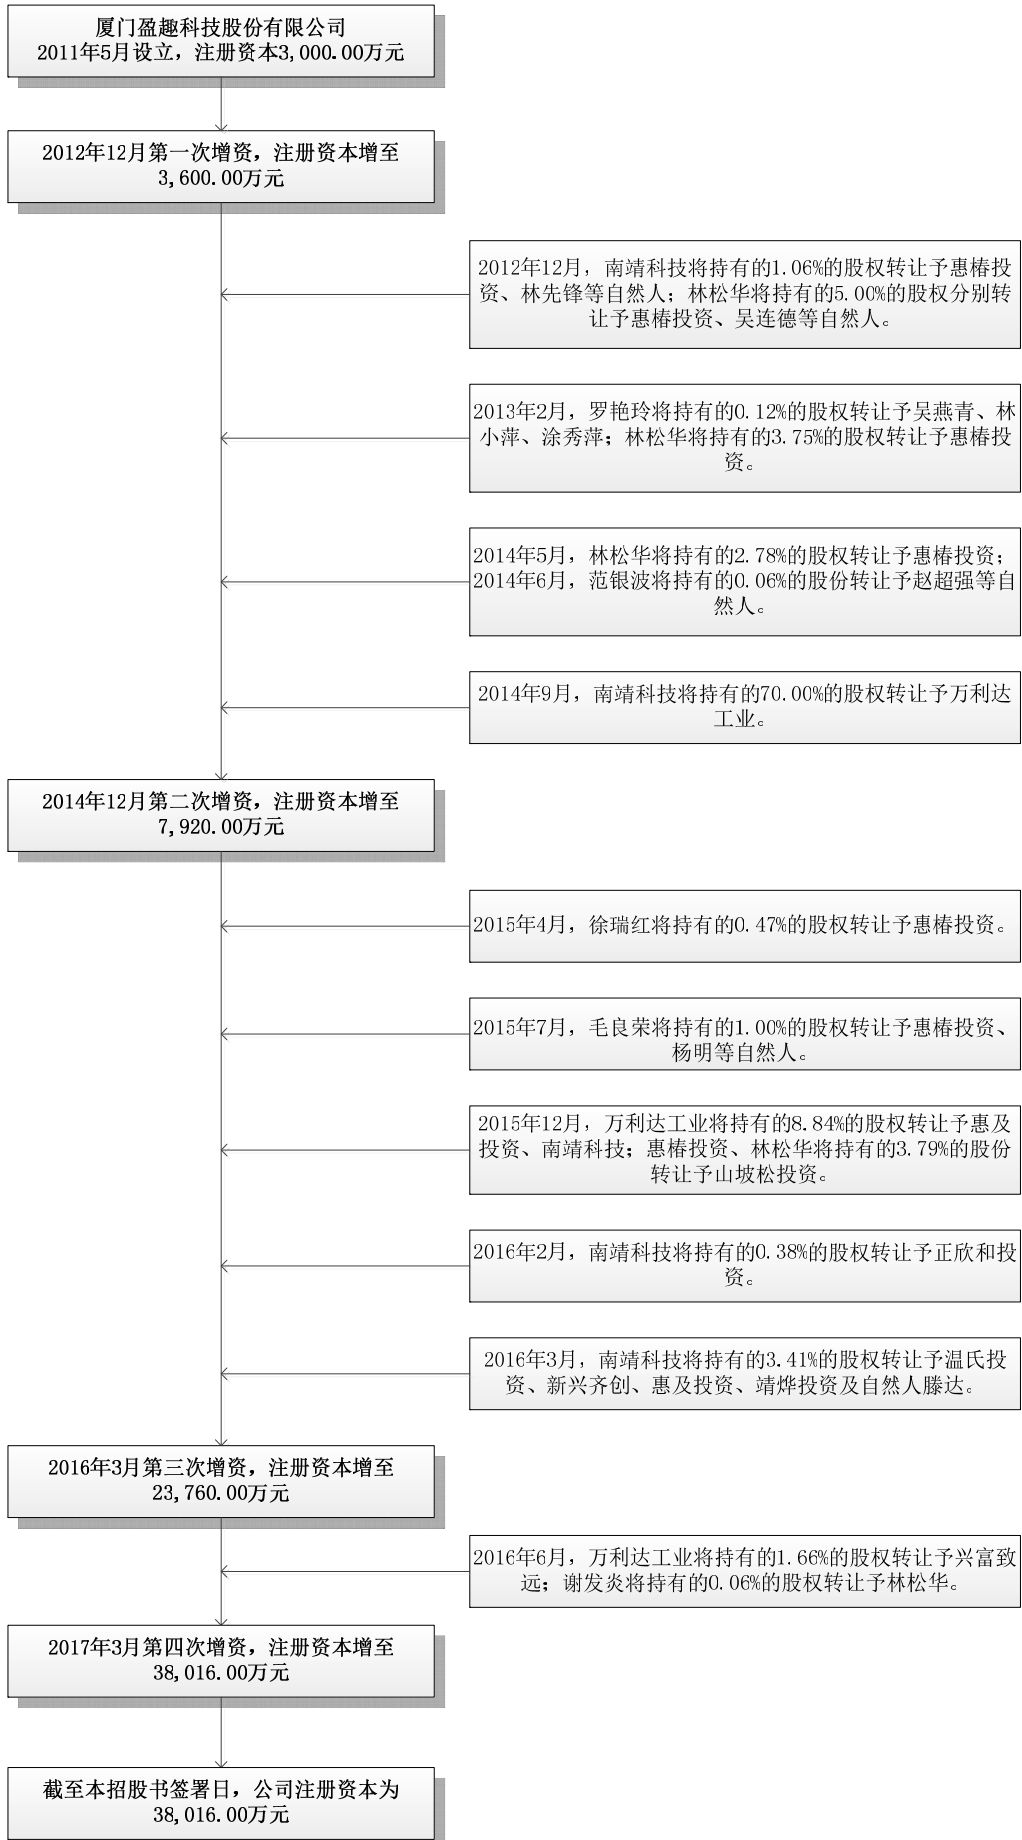 厦门盈趣科技股份有限公司
2011年5月设立，注册资本3,000.00万元
2012年12月第一次增资，注册资本增至
3,600.00万元
2012年12月，南靖科技将持有的1.06%的股权转让予惠椿投
资、林先锋等自然人；林松华将持有的5.00%的股权分别转
让予惠椿投资、吴连德等自然人。
2013年2月，罗艳玲将持有的0.12%的股权转让予吴燕青、林
小萍、涂秀萍；林松华将持有的3.75%的股权转让予惠椿投
资。
2014年5月，林松华将持有的2.78%的股权转让予惠椿投资；
2014年6月，范银波将持有的0.06%的股份转让予赵超强等自
然人。
2014年9月，南靖科技将持有的70.00%的股权转让予万利达
工业。
2014年12月第二次增资，注册资本增至
7,920.00万元
2015年4月，徐瑞红将持有的0.47%的股权转让予惠椿投资。
2015年7月，毛良荣将持有的1.00%的股权转让予惠椿投资、
杨明等自然人。
2015年12月，万利达工业将持有的8.84%的股权转让予惠及
投资、南靖科技；惠椿投资、林松华将持有的3.79%的股份
转让予山坡松投资。
2016年2月，南靖科技将持有的0.38%的股权转让予正欣和投
资。
2016年3月，南靖科技将持有的3.41%的股权转让予温氏投
资、新兴齐创、惠及投资、靖烨投资及自然人滕达。
2016年3月第三次增资，注册资本增至
23,760.00万元
2016年6月，万利达工业将持有的1.66%的股权转让予兴富致
远；谢发炎将持有的0.06%的股权转让予林松华。
2017年3月第四次增资，注册资本增至
38,016.00万元
截至本招股书签署日，公司注册资本为
38,016.00万元